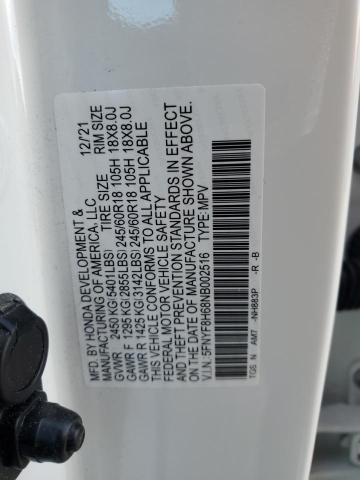 MFD. BY HONDA DEVELOPMENT & 12/21
MANUFACTURING OF AMERICA, LLC
TIRE SIZE RIM SIZE
GVWR 2450 KG(5401LBS)
GAWR F 1295 KG(2855LBS) 245/60R18 105H 18X8.0J
GAWR R 1425 KG(3142LBS) 245/60R18 105H 18X8.0J
THIS VEHICLE CONFORMS TO ALL APPLICABLE
FEDERAL MOTOR VEHICLE SAFETY STANDARDS IN EFFECT
AND THEFT PREVENTION STANDARDS IN EFFECT
ON THE DATE OF MANUFACTURE SHOWN ABOVE.
V.I.N.: 5FNYF8H68NB002516 TYPE: MPV
TGS N AM7 -NH883P -R -B